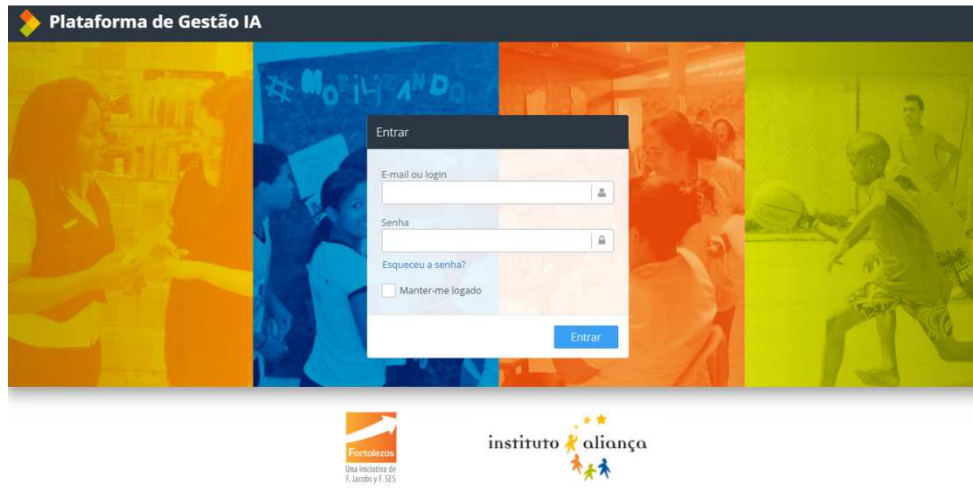 Plataforma de Gestão IA
# MOBILIZANDO
Entrar
E-mail ou login
Senha
Esqueceu a senha?
Manter-me logado
Entrar
Fortalezas
Una iniciativa de
F. Jacobs y F. SES
instituto aliança